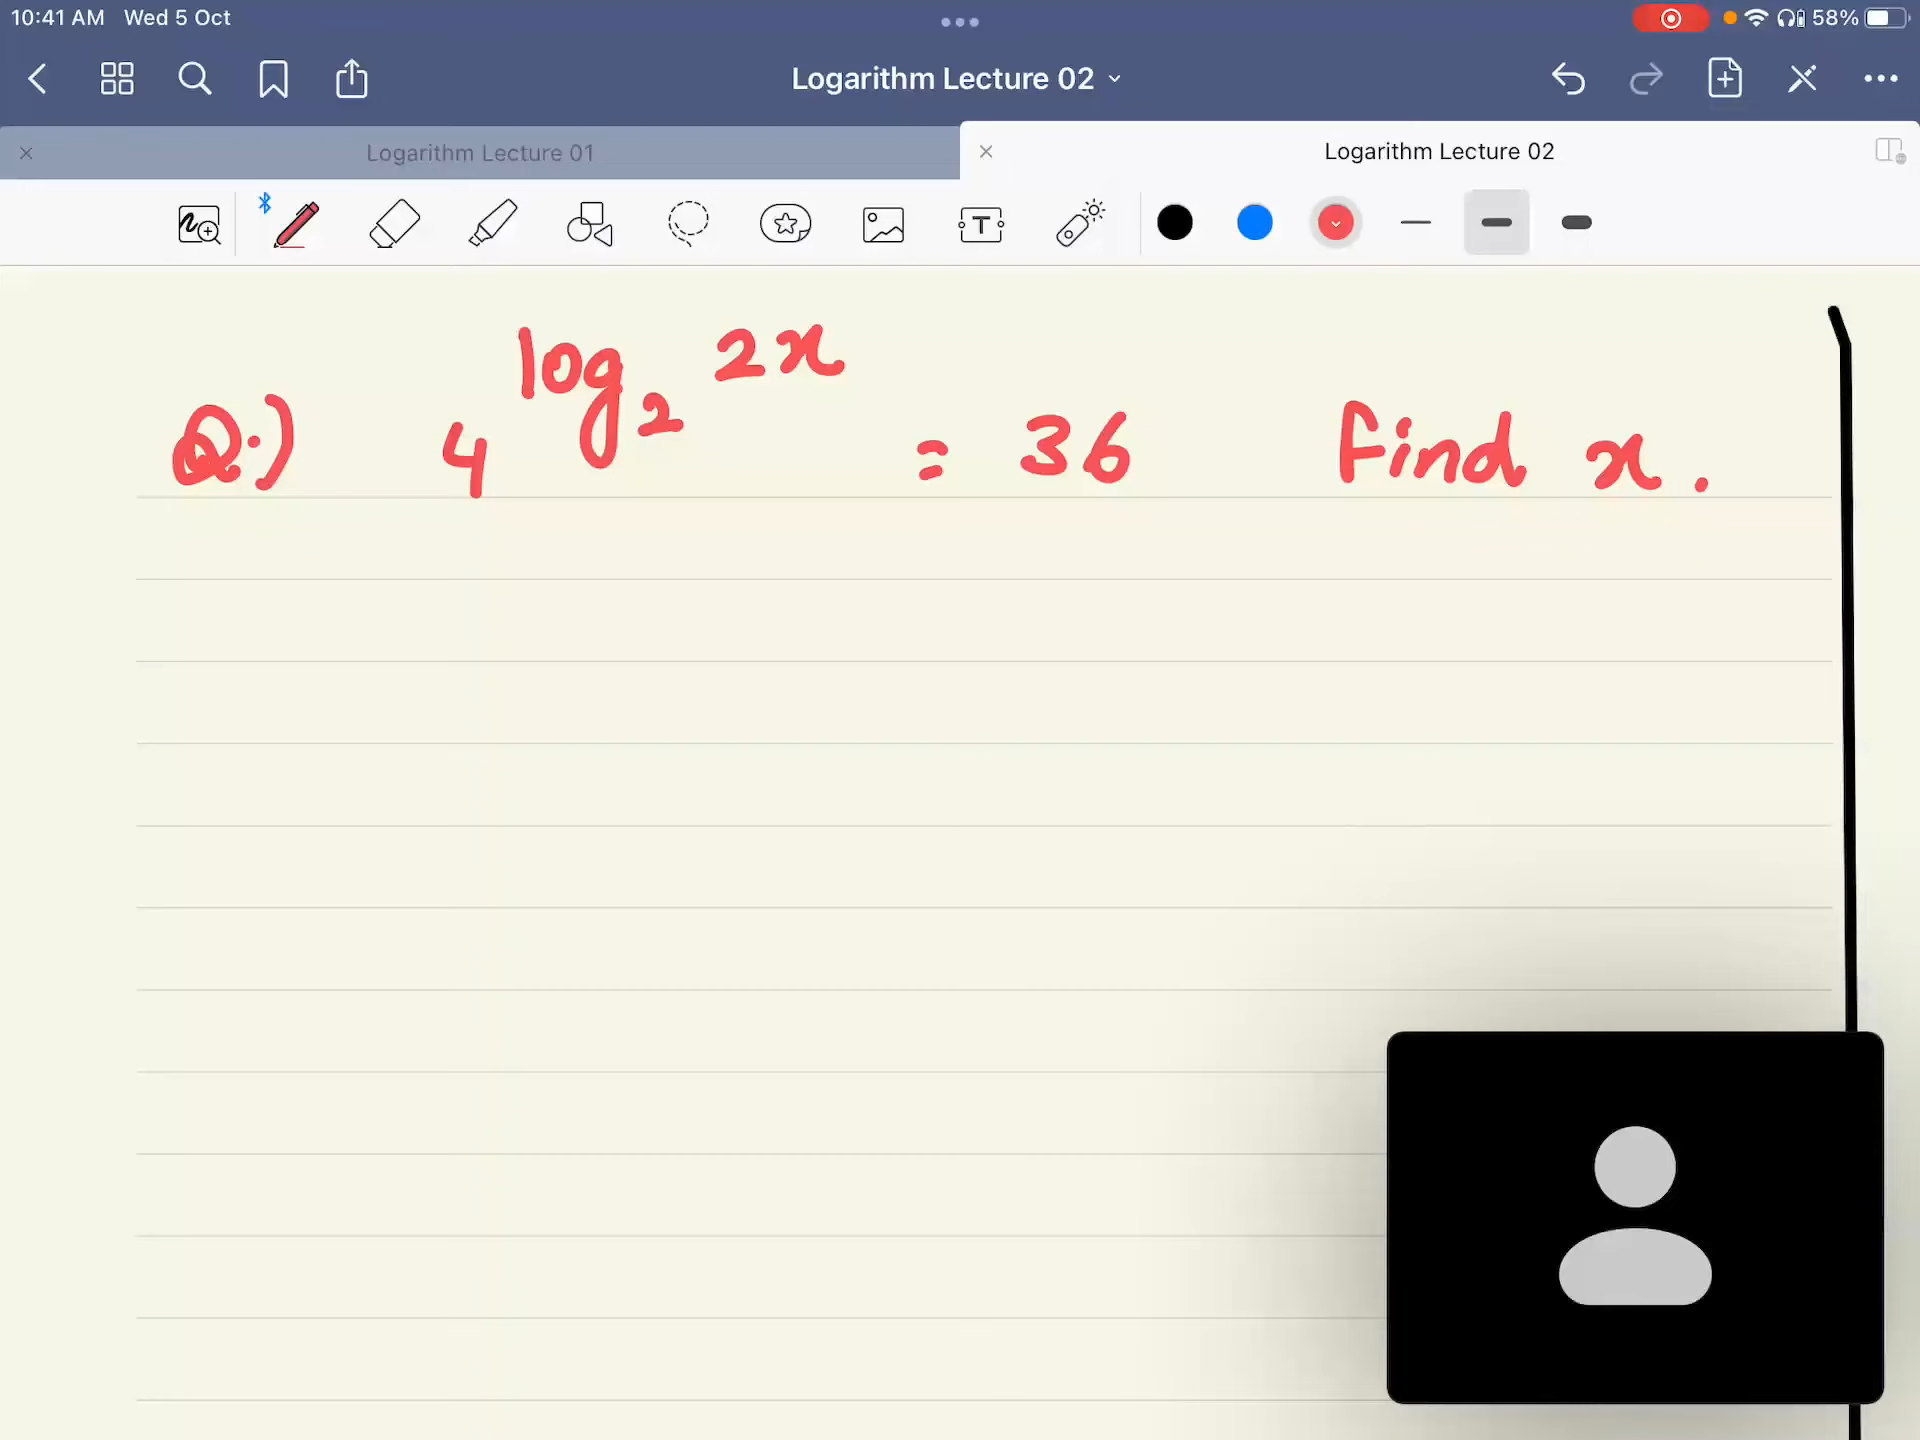 10:41 AM Wed 5 Oct
58%
Logarithm Lecture 02
Logarithm Lecture 01
Logarithm Lecture 02
T
Q.) 4^{log_2 2x} = 36 Find x.